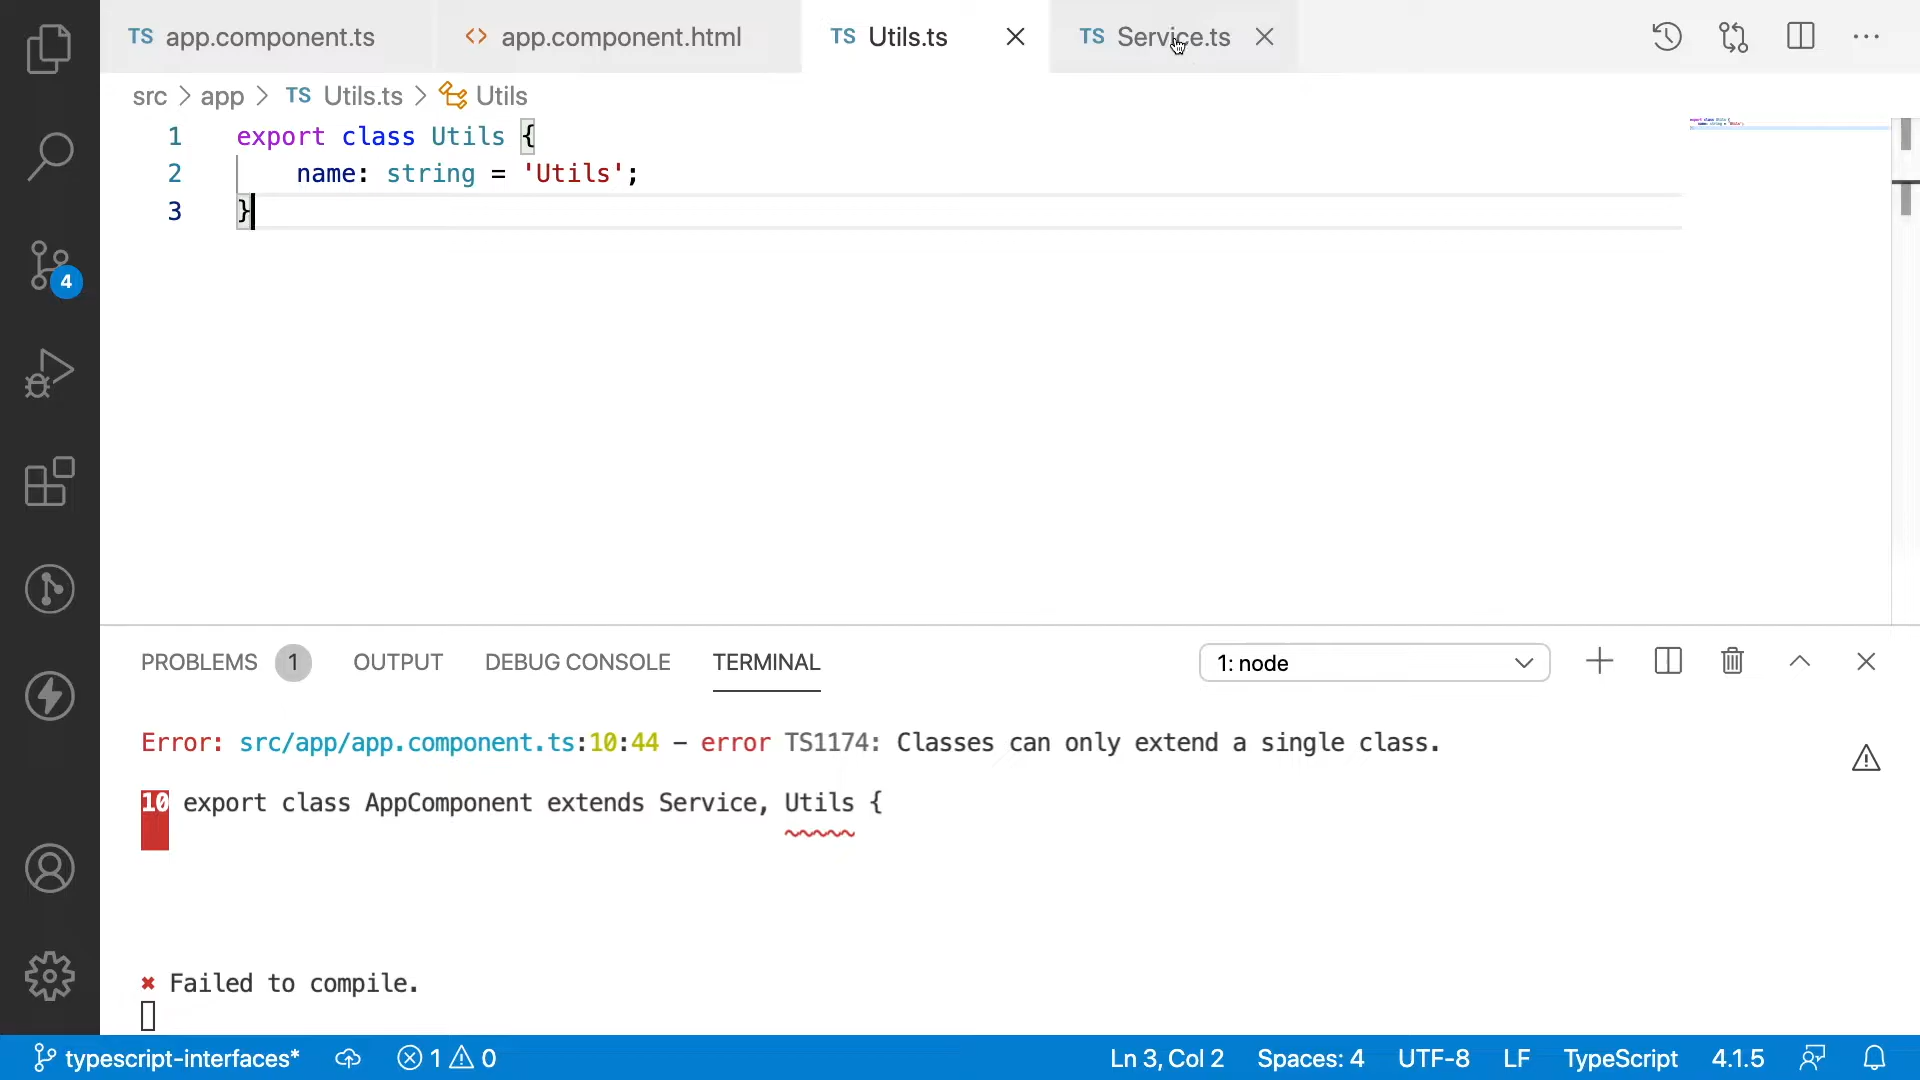 TS app.component.ts <> app.component.html TS Utils.ts TS Service.ts
src > app > TS Utils.ts > Utils
1 export class Utils {
2 name: string = 'Utils';
3 }
4
PROBLEMS 1 OUTPUT DEBUG CONSOLE TERMINAL 1: node
Error: src/app/app.component.ts:10:44 - error TS1174: Classes can only extend a single class.
10 export class AppComponent extends Service, Utils {
✖ Failed to compile.
typescript-interfaces* 1 0 Ln 3, Col 2 Spaces: 4 UTF-8 LF TypeScript 4.1.5